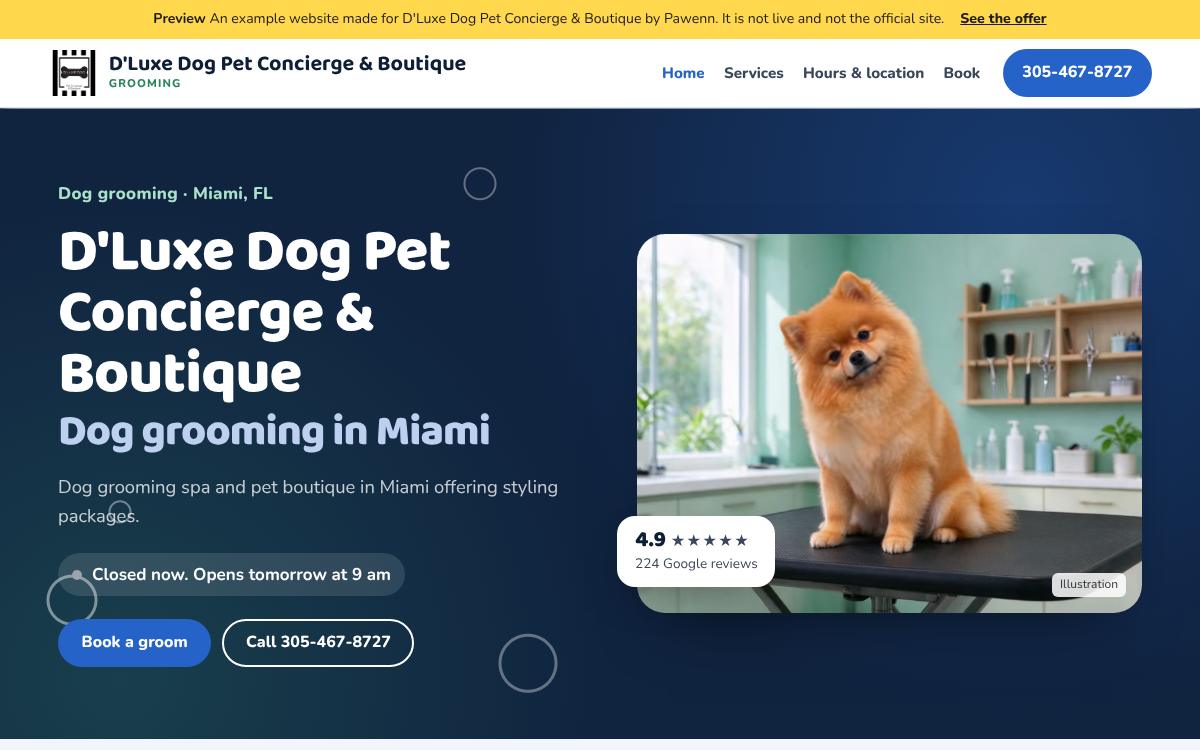 Preview An example website made for D'Luxe Dog Pet Concierge & Boutique by Pawenn. It is not live and not the official site. See the offer
D'Luxe Dog Pet Concierge & Boutique
GROOMING
Home Services Hours & location Book 305-467-8727
Dog grooming · Miami, FL
D'Luxe Dog Pet
Concierge &
Boutique
Dog grooming in Miami
Dog grooming spa and pet boutique in Miami offering styling
packages.
Closed now. Opens tomorrow at 9 am
Book a groom Call 305-467-8727
4.9 ★★★★★
224 Google reviews
Illustration